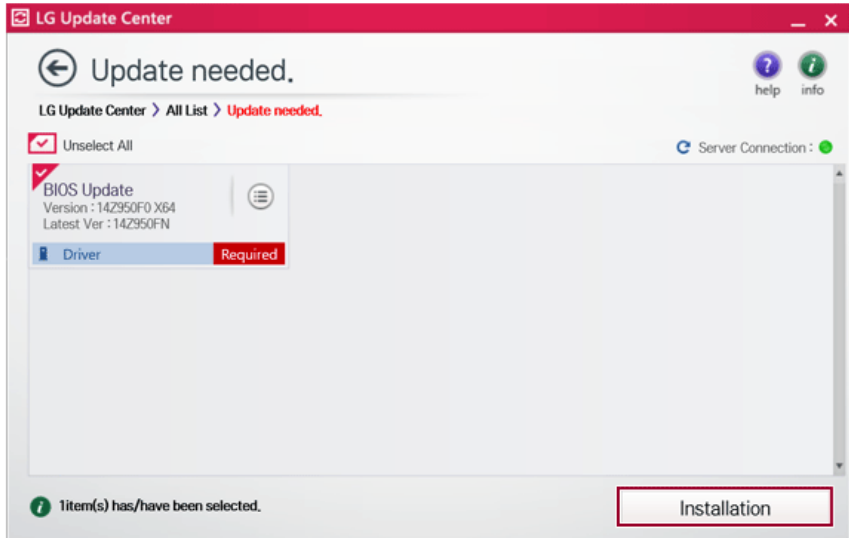 LG Update Center
Update needed.
help info
LG Update Center > All List > Update needed.
Unselect All
Server Connection :
BIOS Update
Version : 14Z950F0 X64
Latest Ver : 14Z950FN
Driver Required
1item(s) has/have been selected.
Installation